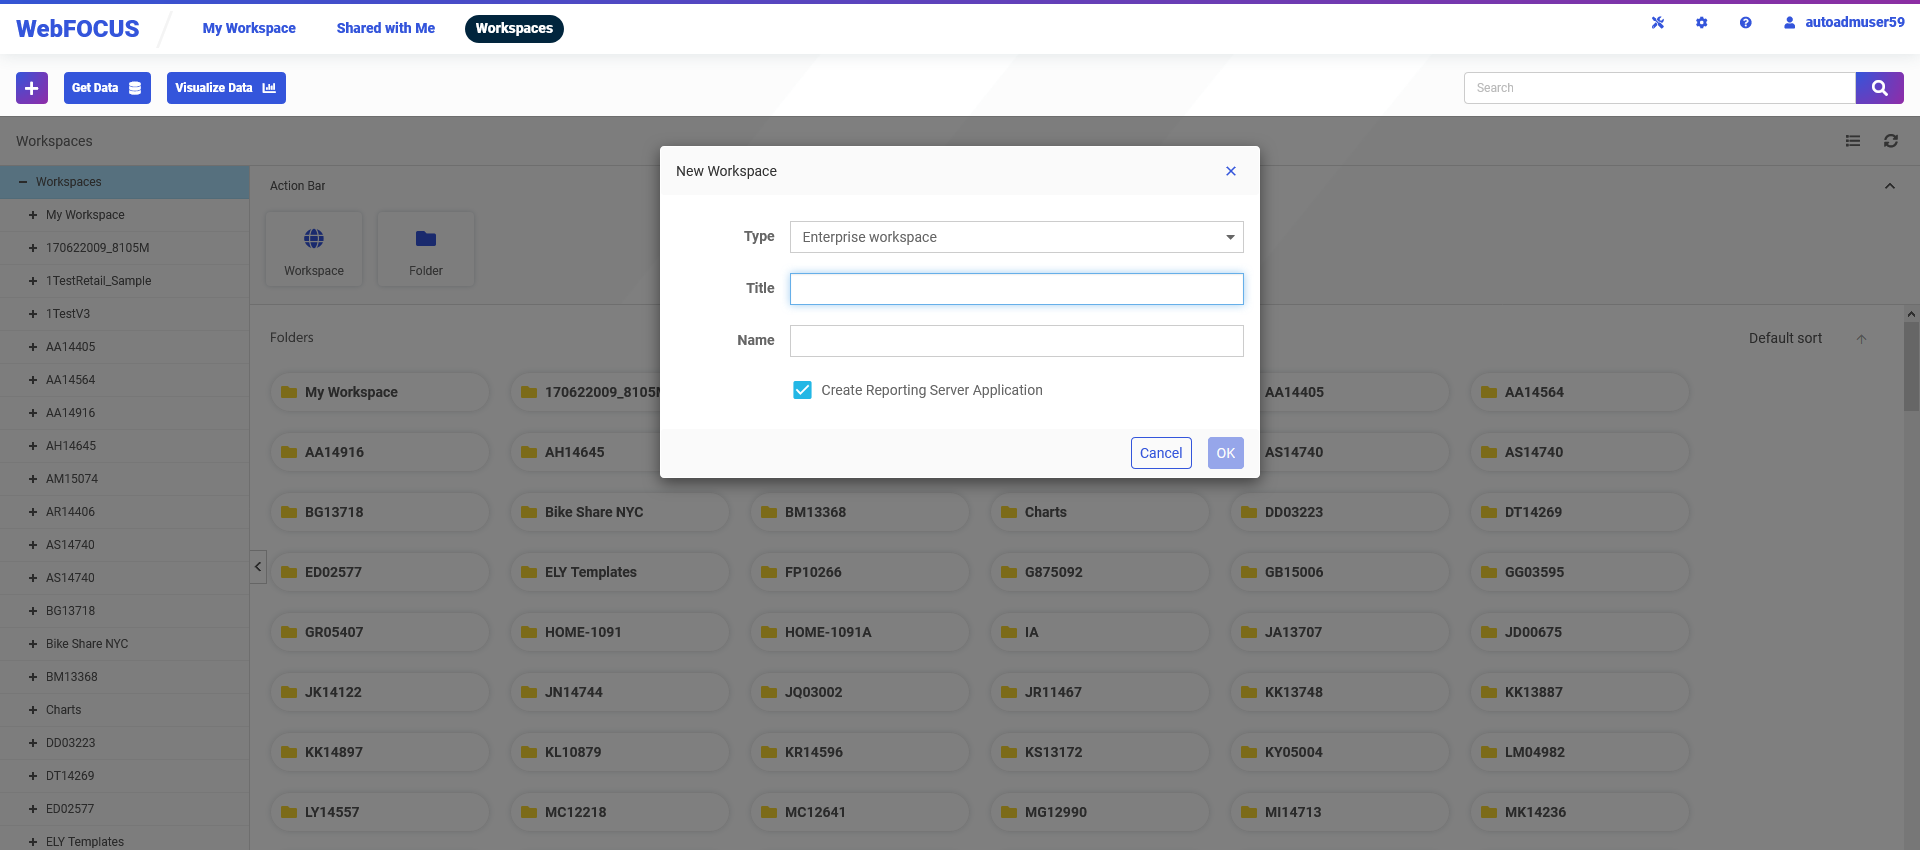 WebFOCUS
My Workspace
Shared with Me
Workspaces
autoadmuser59
Get Data
Visualize Data
Search
Workspaces
Workspaces
My Workspace
170622009_8105M
1TestRetail_Sample
1TestV3
AA14405
AA14564
AA14916
AH14645
AM15074
AR14406
AS14740
AS14740
BG13718
Bike Share NYC
BM13368
Charts
DD03223
DT14269
ED02577
ELY Templates
Action Bar
Workspace
Folder
New Workspace
Type
Enterprise workspace
Title
Name
Create Reporting Server Application
Cancel
OK
Folders
Default sort
My Workspace
170622009_8105
AA14405
AA14564
AA14916
AH14645
AS14740
AS14740
BG13718
Bike Share NYC
BM13368
Charts
DD03223
DT14269
ED02577
ELY Templates
FP10266
G875092
GB15006
GG03595
GR05407
HOME-1091
HOME-1091A
IA
JA13707
JD00675
JK14122
JN14744
JQ03002
JR11467
KK13748
KK13887
KK14897
KL10879
KR14596
KS13172
KY05004
LM04982
LY14557
MC12218
MC12641
MG12990
MI14713
MK14236